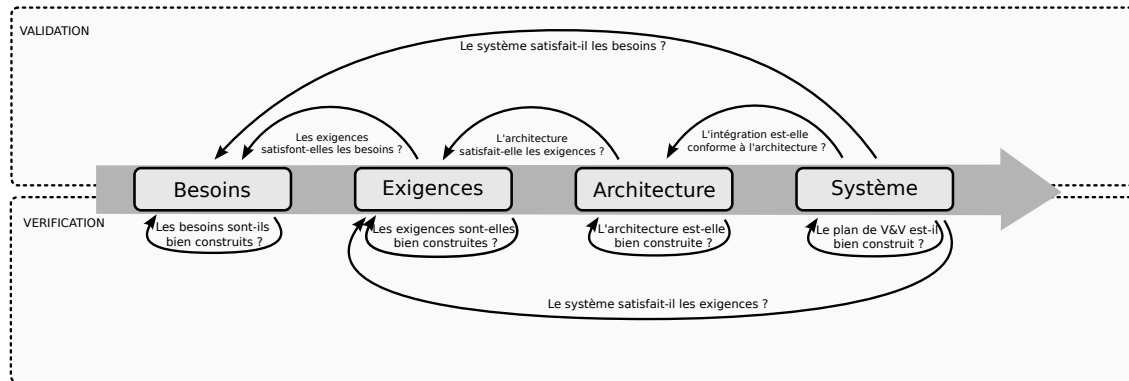 VALIDATION
Le système satisfait-il les besoins ?
Les exigences
satisfont-elles les besoins ?
L'architecture
satisfait-elle les exigences ?
L'intégration est-elle
conforme à l'architecture ?
Besoins
Exigences
Architecture
Système
VERIFICATION
Les besoins sont-ils
bien construits ?
Les exigences sont-elles
bien construites ?
L'architecture est-elle
bien construite ?
Le plan de V&V est-il
bien construit ?
Le système satisfait-il les exigences ?